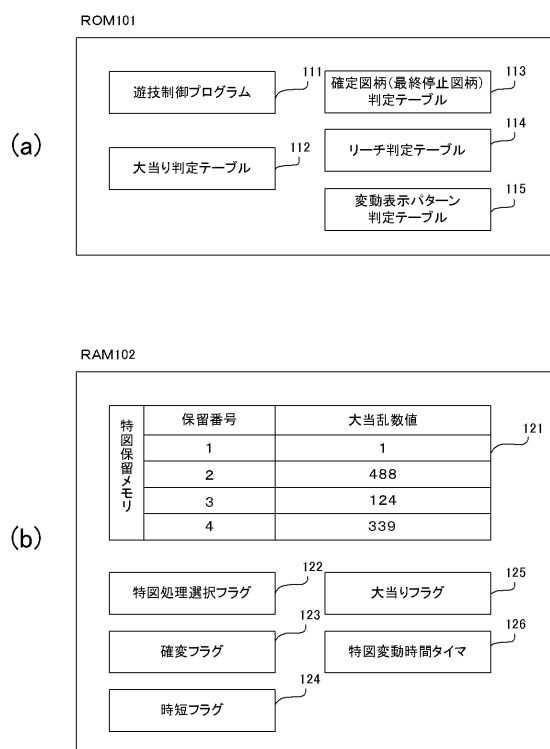 ROM101
(a)
遊技制御プログラム
111
確定図柄(最終停止図柄)
判定テーブル
113
大当り判定テーブル
112
リーチ判定テーブル
114
変動表示パターン
判定テーブル
115
RAM102
(b)
特図保留メモリ
保留番号 大当乱数値
121
1 1
2 488
3 124
4 339
特図処理選択フラグ
122
大当りフラグ
125
確変フラグ
123
特図変動時間タイマ
126
時短フラグ
124